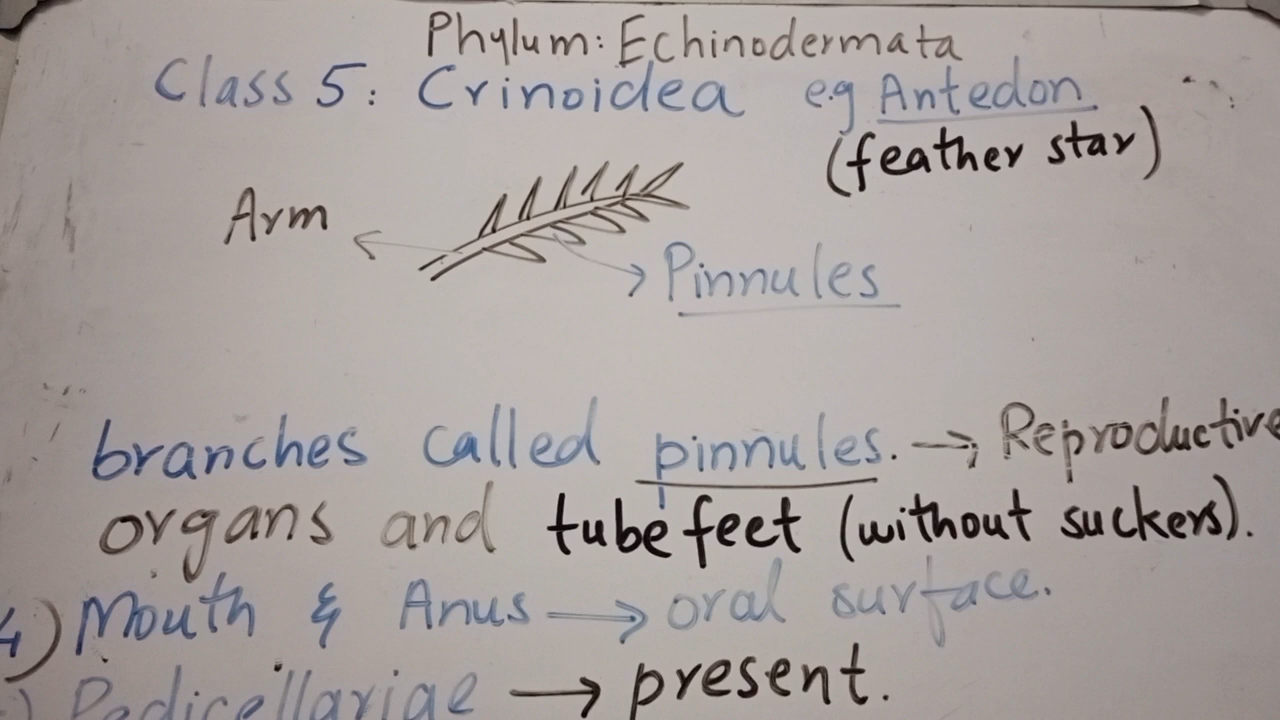 Phylum: Echinodermata
Class 5: Crinoidea e.g Antedon
(feather star)
Arm
Pinnules
branches called pinnules. → Reproductive
organs and tube feet (without suckers).
4) Mouth & Anus → oral surface.
) Pedicellariae → present.